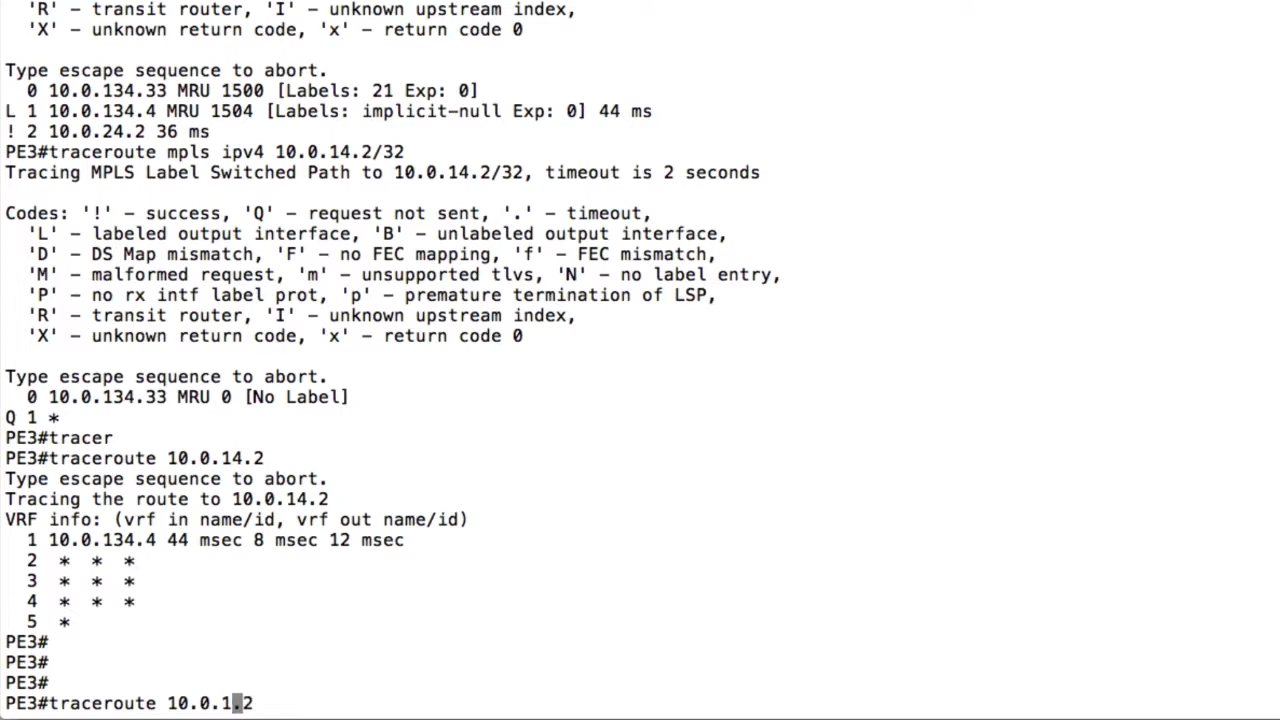 'R' - transit router, 'I' - unknown upstream index,
'X' - unknown return code, 'x' - return code 0
Type escape sequence to abort.
0 10.0.134.33 MRU 1500 [Labels: 21 Exp: 0]
L 1 10.0.134.4 MRU 1504 [Labels: implicit-null Exp: 0] 44 ms
! 2 10.0.24.2 36 ms
PE3#traceroute mpls ipv4 10.0.14.2/32
Tracing MPLS Label Switched Path to 10.0.14.2/32, timeout is 2 seconds
Codes: '!' - success, 'Q' - request not sent, '.' - timeout,
'L' - labeled output interface, 'B' - unlabeled output interface,
'D' - DS Map mismatch, 'F' - no FEC mapping, 'f' - FEC mismatch,
'M' - malformed request, 'm' - unsupported tlvs, 'N' - no label entry,
'P' - no rx intf label prot, 'p' - premature termination of LSP,
'R' - transit router, 'I' - unknown upstream index,
'X' - unknown return code, 'x' - return code 0
Type escape sequence to abort.
0 10.0.134.33 MRU 0 [No Label]
Q 1 *
PE3#tracer
PE3#traceroute 10.0.14.2
Type escape sequence to abort.
Tracing the route to 10.0.14.2
VRF info: (vrf in name/id, vrf out name/id)
1 10.0.134.4 44 msec 8 msec 12 msec
2 * * *
3 * * *
4 * * *
5 *
PE3#
PE3#
PE3#
PE3#traceroute 10.0.1.2